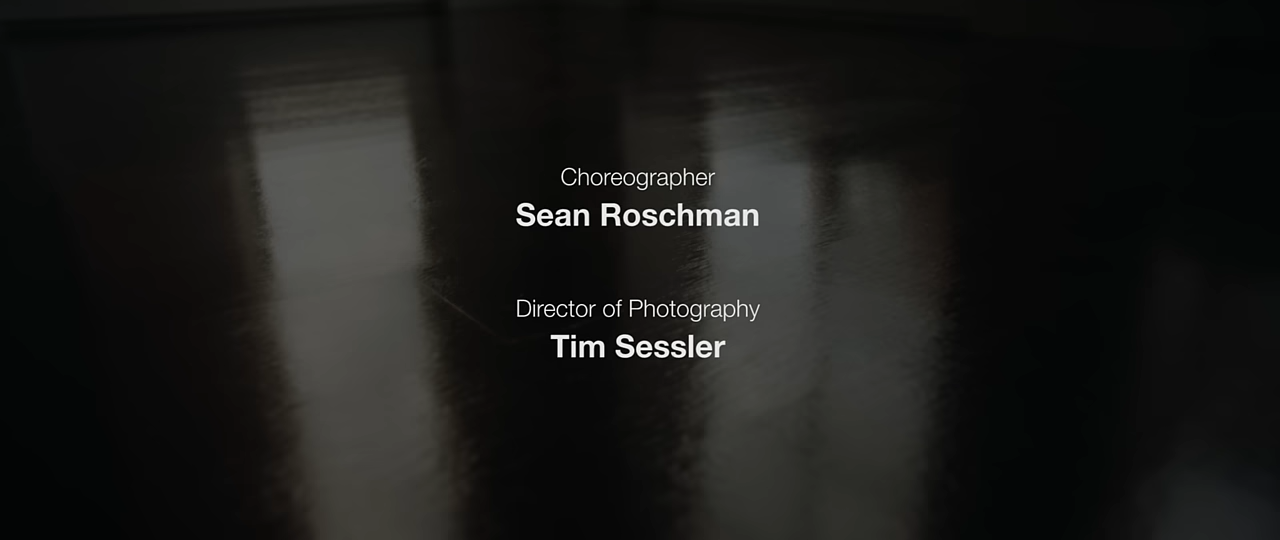 Choreographer
Sean Roschman
Director of Photography
Tim Sessler